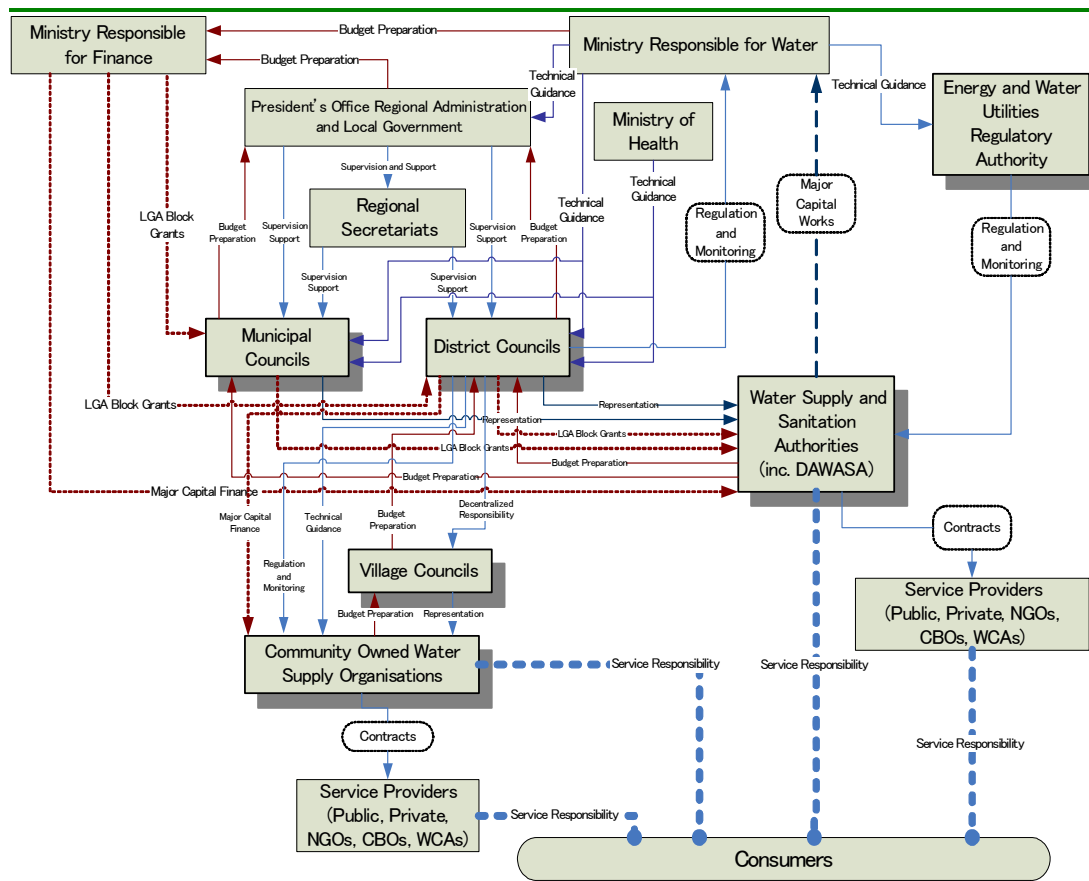 Budget Preparation
Ministry Responsible
for Finance
Ministry Responsible for Water
Budget Preparation
Technical
Guidance
Technical Guidance
Energy and Water
Utilities
Regulatory
Authority
President's Office Regional Administration
and Local Government
Ministry of
Health
Supervision and Support
Technical
Guidance
Major
Capital
Works
Regional
Secretariats
LGA Block
Grants
Budget
Preparation
Supervision
Support
Supervision
Support
Budget
Preparation
Technical
Guidance
Regulation
and
Monitoring
Regulation
and
Monitoring
Supervision
Support
Supervision
Support
Municipal
Councils
District Councils
LGA Block Grants
Representation
Representation
Water Supply and
Sanitation
Authorities
(inc. DAWASA)
LGA Block Grants
LGA Block Grants
Budget Preparation
Budget Preparation
Major Capital Finance
Major Capital
Finance
Technical
Guidance
Budget
Preparation
Decentralized
Responsibility
Contracts
Regulation
and
Monitoring
Village Councils
Service Providers
(Public, Private, NGOs,
CBOs, WCAs)
Budget Preparation
Representation
Community Owned Water
Supply Organisations
Service Responsibility
Service Responsibility
Contracts
Service Responsibility
Service Providers
(Public, Private,
NGOs, CBOs, WCAs)
Service Responsibility
Consumers